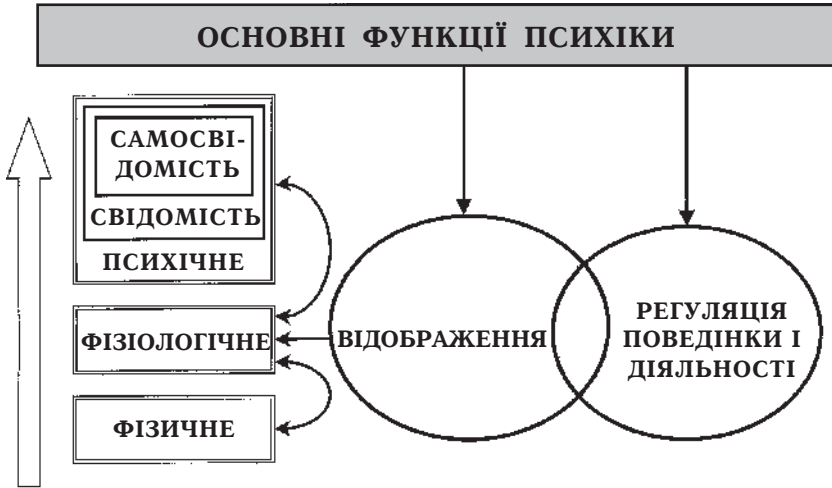 ОСНОВНІ ФУНКЦІЇ ПСИХІКИ
САМОСВІ-
ДОМІСТЬ
СВІДОМІСТЬ
ПСИХІЧНЕ
ФІЗІОЛОГІЧНЕ
ФІЗИЧНЕ
ВІДОБРАЖЕННЯ
РЕГУЛЯЦІЯ
ПОВЕДІНКИ І
ДІЯЛЬНОСТІ